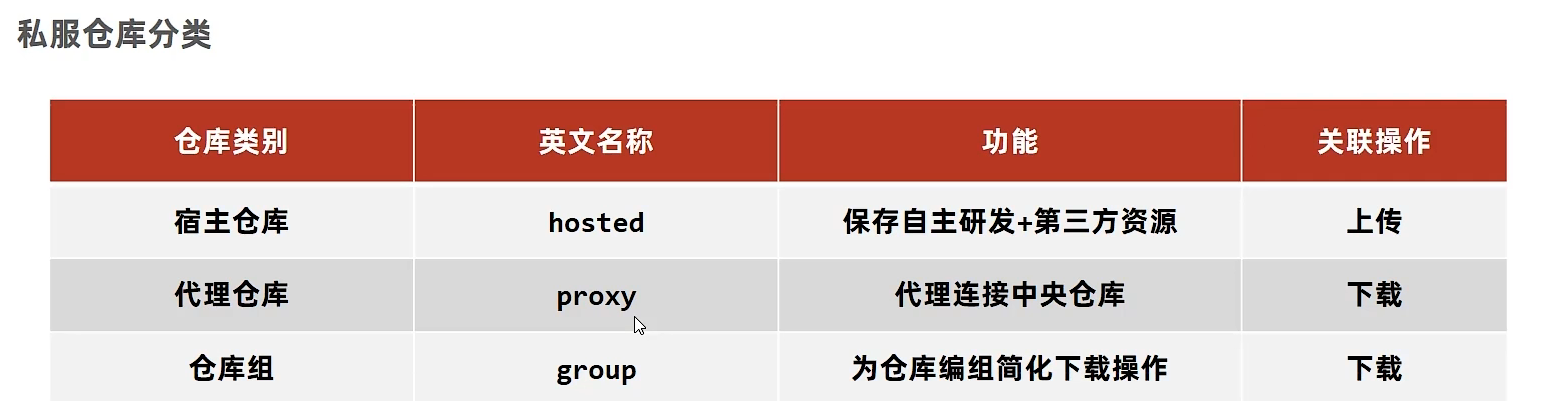 私服仓库分类
仓库类别 英文名称 功能 关联操作
宿主仓库 hosted 保存自主研发+第三方资源 上传
代理仓库 proxy 代理连接中央仓库 下载
仓库组 group 为仓库编组简化下载操作 下载